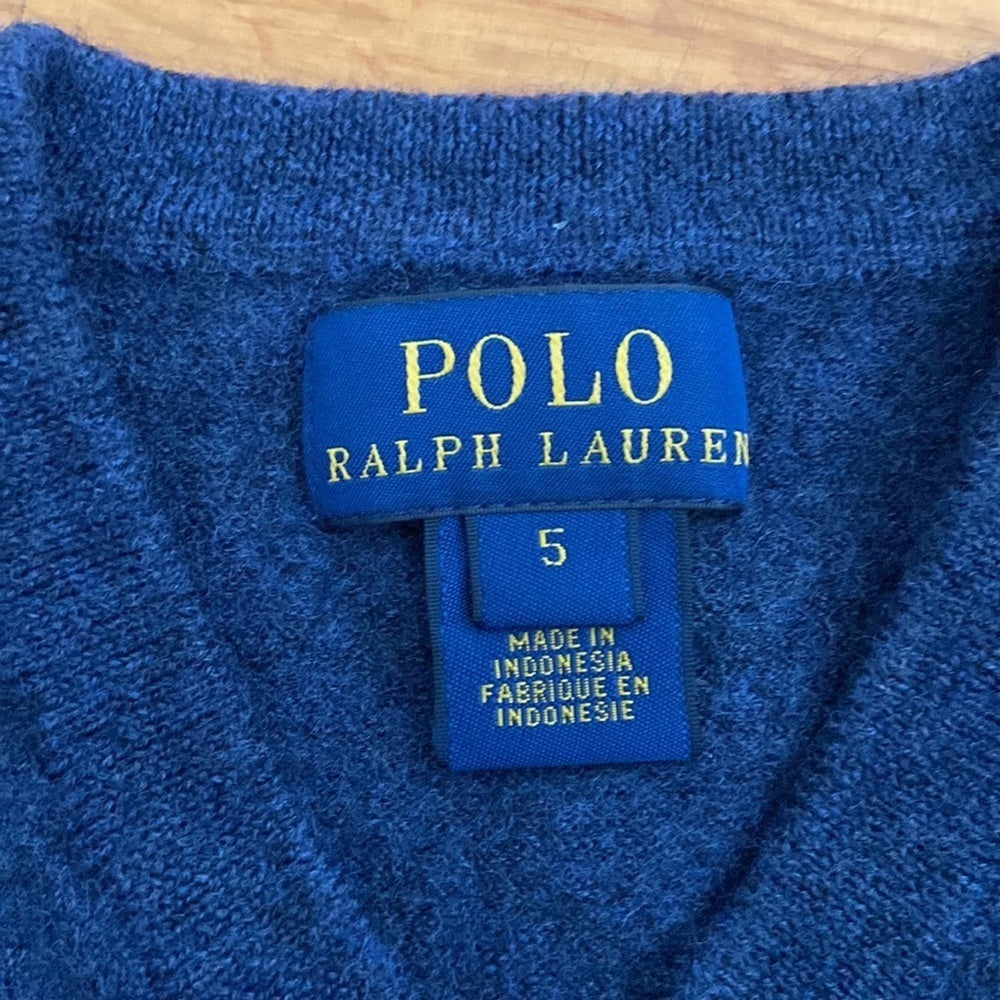 POLO
RALPH LAUREN
5
MADE IN
INDONESIA
FABRIQUE EN
INDONESIE